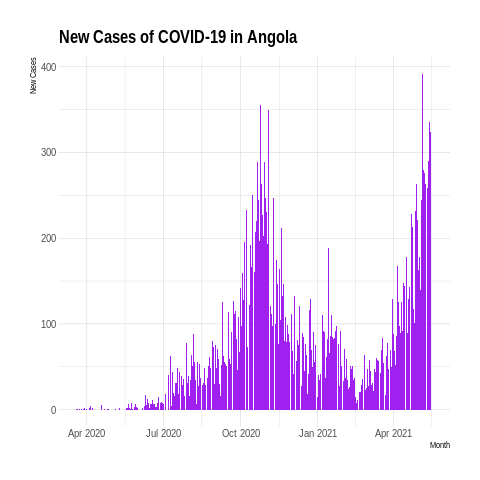 New Cases of COVID-19 in Angola
New Cases
400
300
200
100
0
Apr 2020 Jul 2020 Oct 2020 Jan 2021 Apr 2021
Month